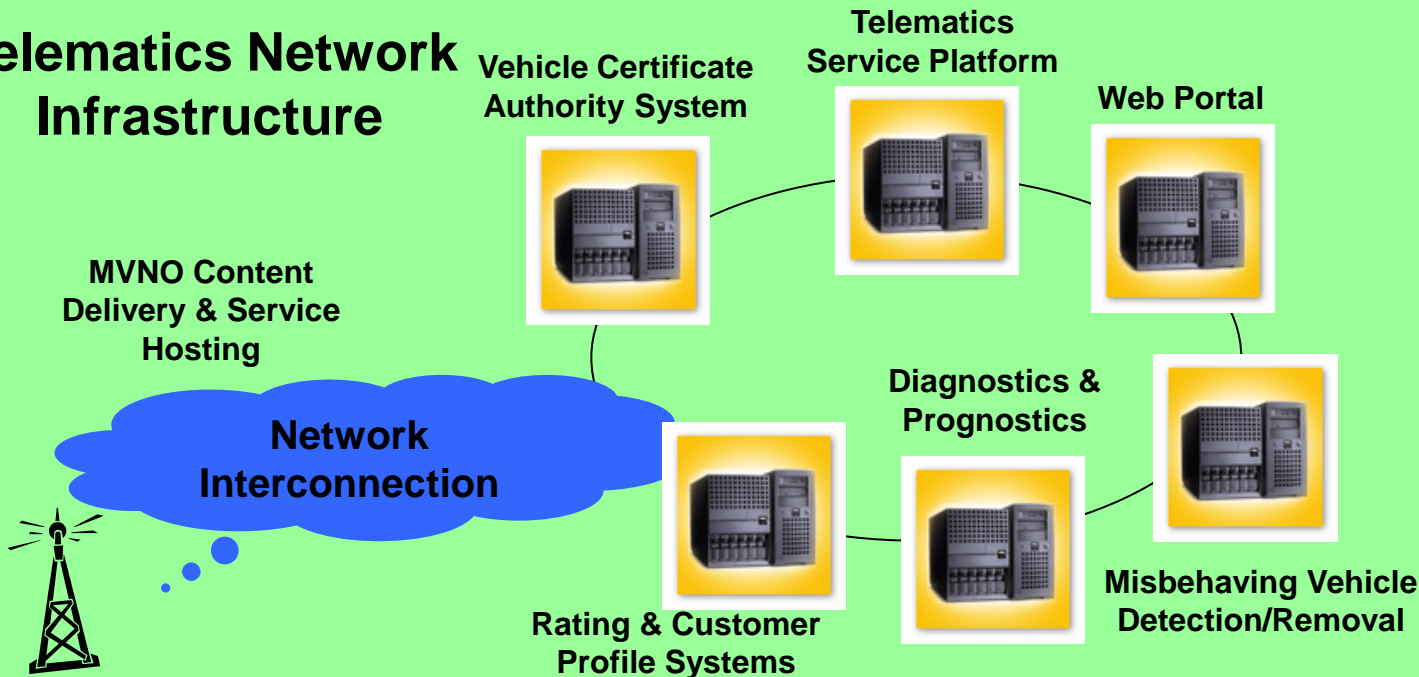 elematics Network
Infrastructure
Vehicle Certificate
Authority System
Telematics
Service Platform
Web Portal
MVNO Content
Delivery & Service
Hosting
Network
Interconnection
Diagnostics &
Prognostics
Misbehaving Vehicle
Detection/Removal
Rating & Customer
Profile Systems